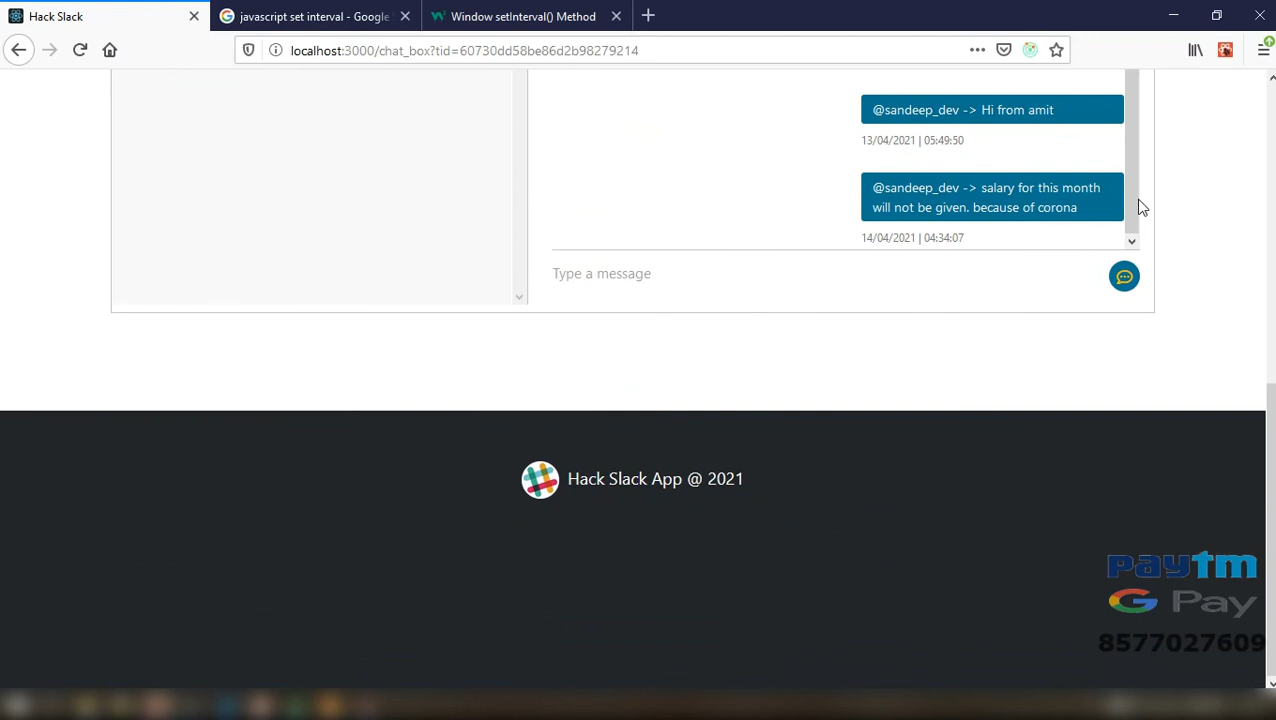 Hack Slack
javascript set interval - Google
Window setInterval() Method
localhost:3000/chat_box?tid=60730dd58be86d2b98279214
@sandeep_dev -> Hi from amit
13/04/2021 | 05:49:50
@sandeep_dev -> salary for this month
will not be given. because of corona
14/04/2021 | 04:34:07
Type a message
Hack Slack App @ 2021
paytm
G Pay
8577027609